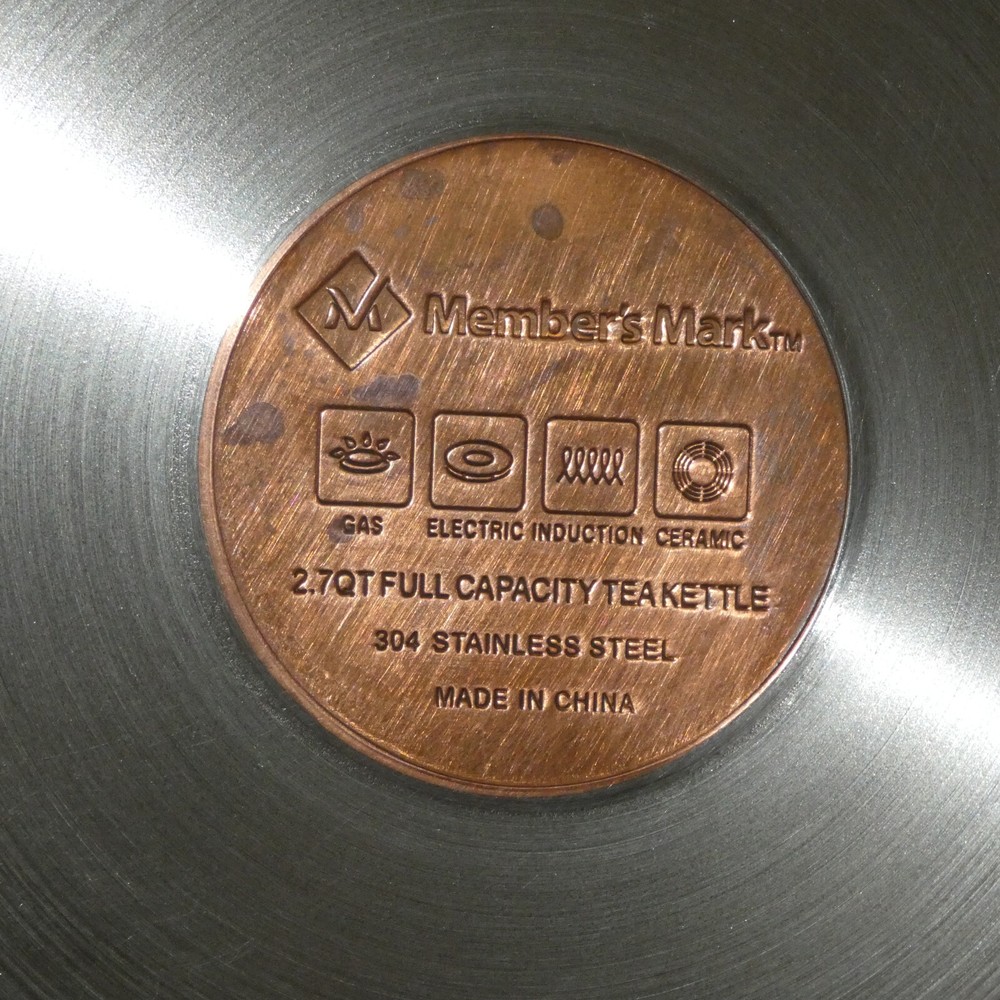 Member's Mark™
GAS ELECTRIC INDUCTION CERAMIC
2.7QT FULL CAPACITY TEA KETTLE
304 STAINLESS STEEL
MADE IN CHINA